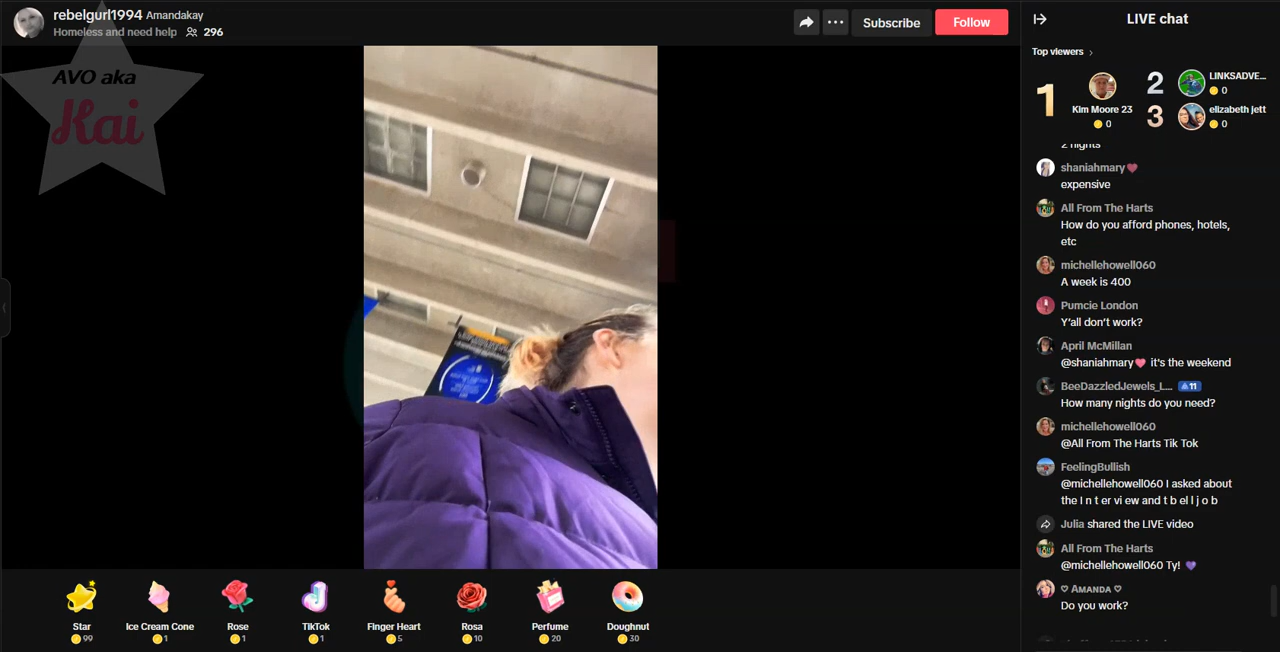 rebelgurl1994 Amandakay
Homeless and need help 296
Subscribe
Follow
AVO aka
Kai
LIVE chat
Top viewers
1
Kim Moore 23
0
2
LINKSADVE...
0
3
elizabeth jett
0
2 nights
shaniahmary
expensive
All From The Harts
How do you afford phones, hotels,
etc
michellehowell060
A week is 400
Pumcie London
Y'all don't work?
April McMillan
@shaniahmary it's the weekend
BeeDazzledJewels_L... 11
How many nights do you need?
michellehowell060
@All From The Harts Tik Tok
FeelingBullish
@michellehowell060 I asked about
the I n t er vi ew and t b el l j o b
Julia shared the LIVE video
All From The Harts
@michellehowell060 Ty!
♡ AMANDA ♡
Do you work?
Star
99
Ice Cream Cone
1
Rose
1
TikTok
1
Finger Heart
5
Rosa
10
Perfume
20
Doughnut
30